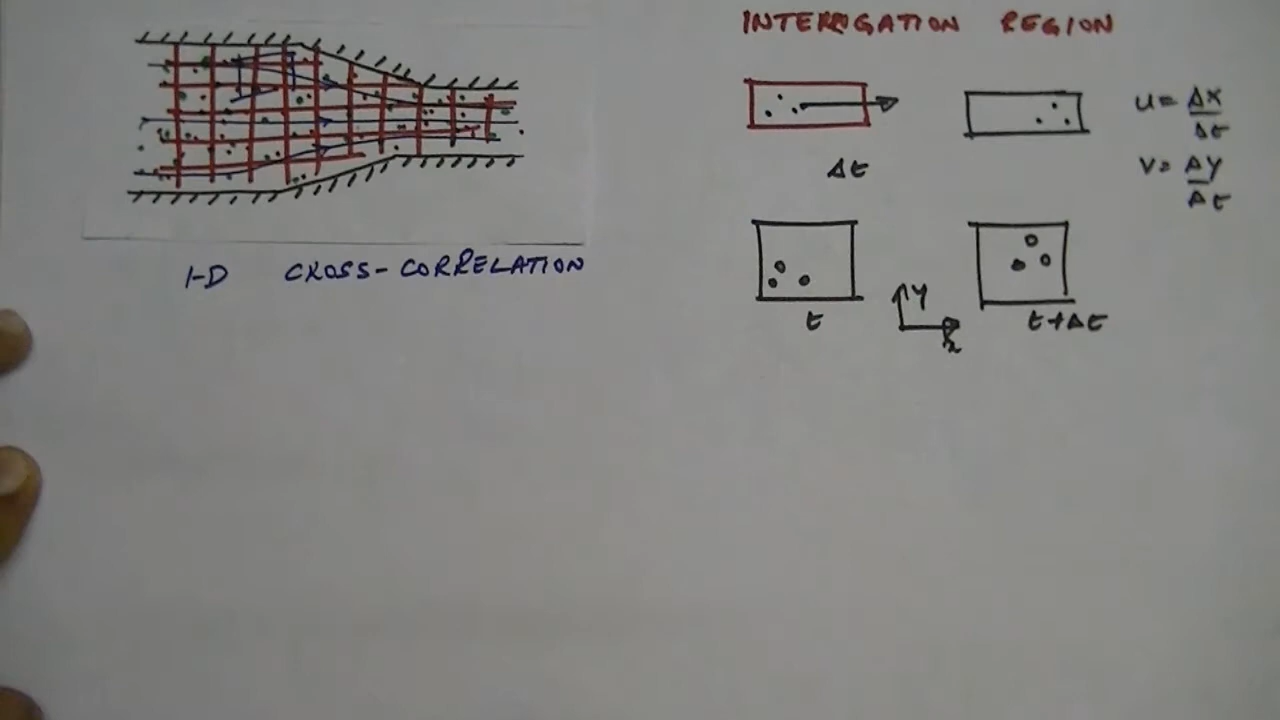 INTERROGATION REGION
u = Δx/Δt
Δt
v = Δy/Δt
1-D CROSS-CORRELATION
y
t
x
t+Δt